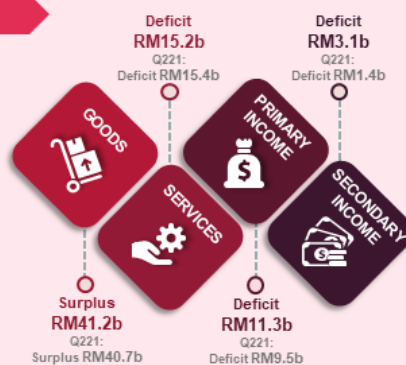 Deficit
RM15.2b
Q221:
Deficit RM15.4b
Deficit
RM3.1b
Q221:
Deficit RM1.4b
GOODS
SERVICES
PRIMARY
INCOME
$
SECONDARY
INCOME
$
Surplus
RM41.2b
Q221:
Surplus RM40.7b
Deficit
RM11.3b
Q221:
Deficit RM9.5b